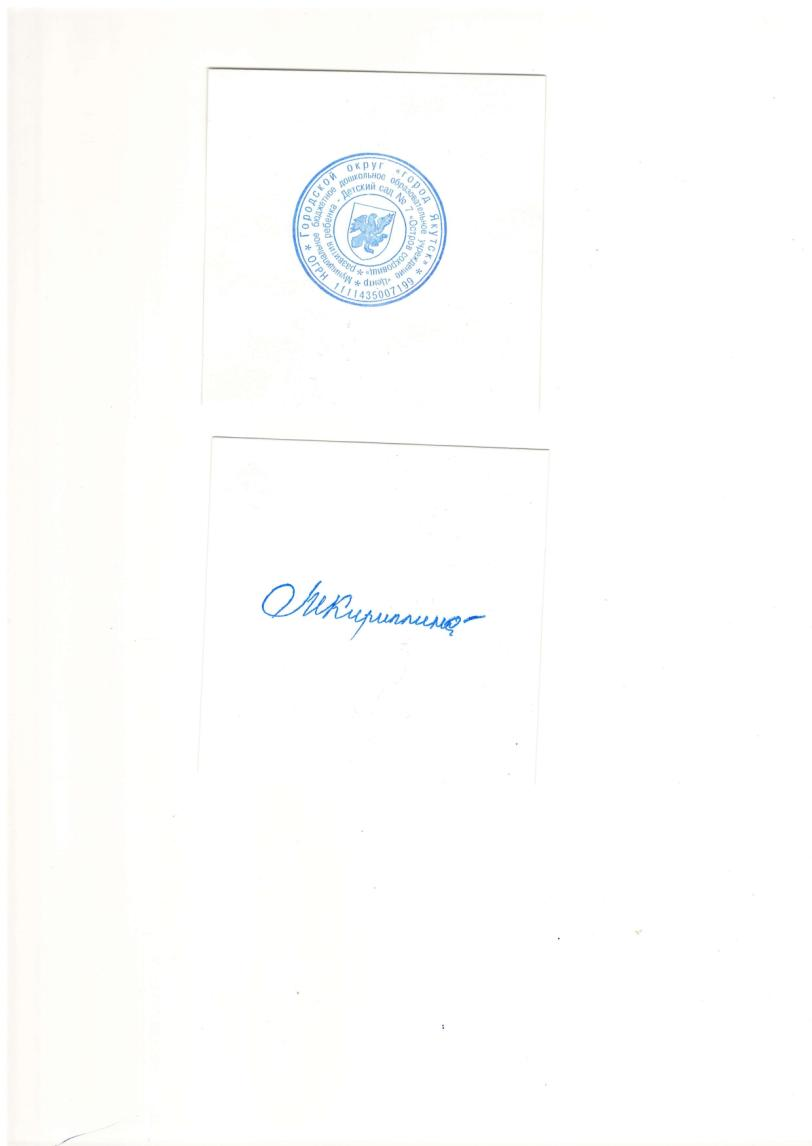 * Городской округ «город Якутск» * ОГРН 1111435007199
* Муниципальное бюджетное дошкольное образовательное учреждение «Центр
развития ребенка - Детский сад № 7 «Остров сокровищ» *
МКириллина